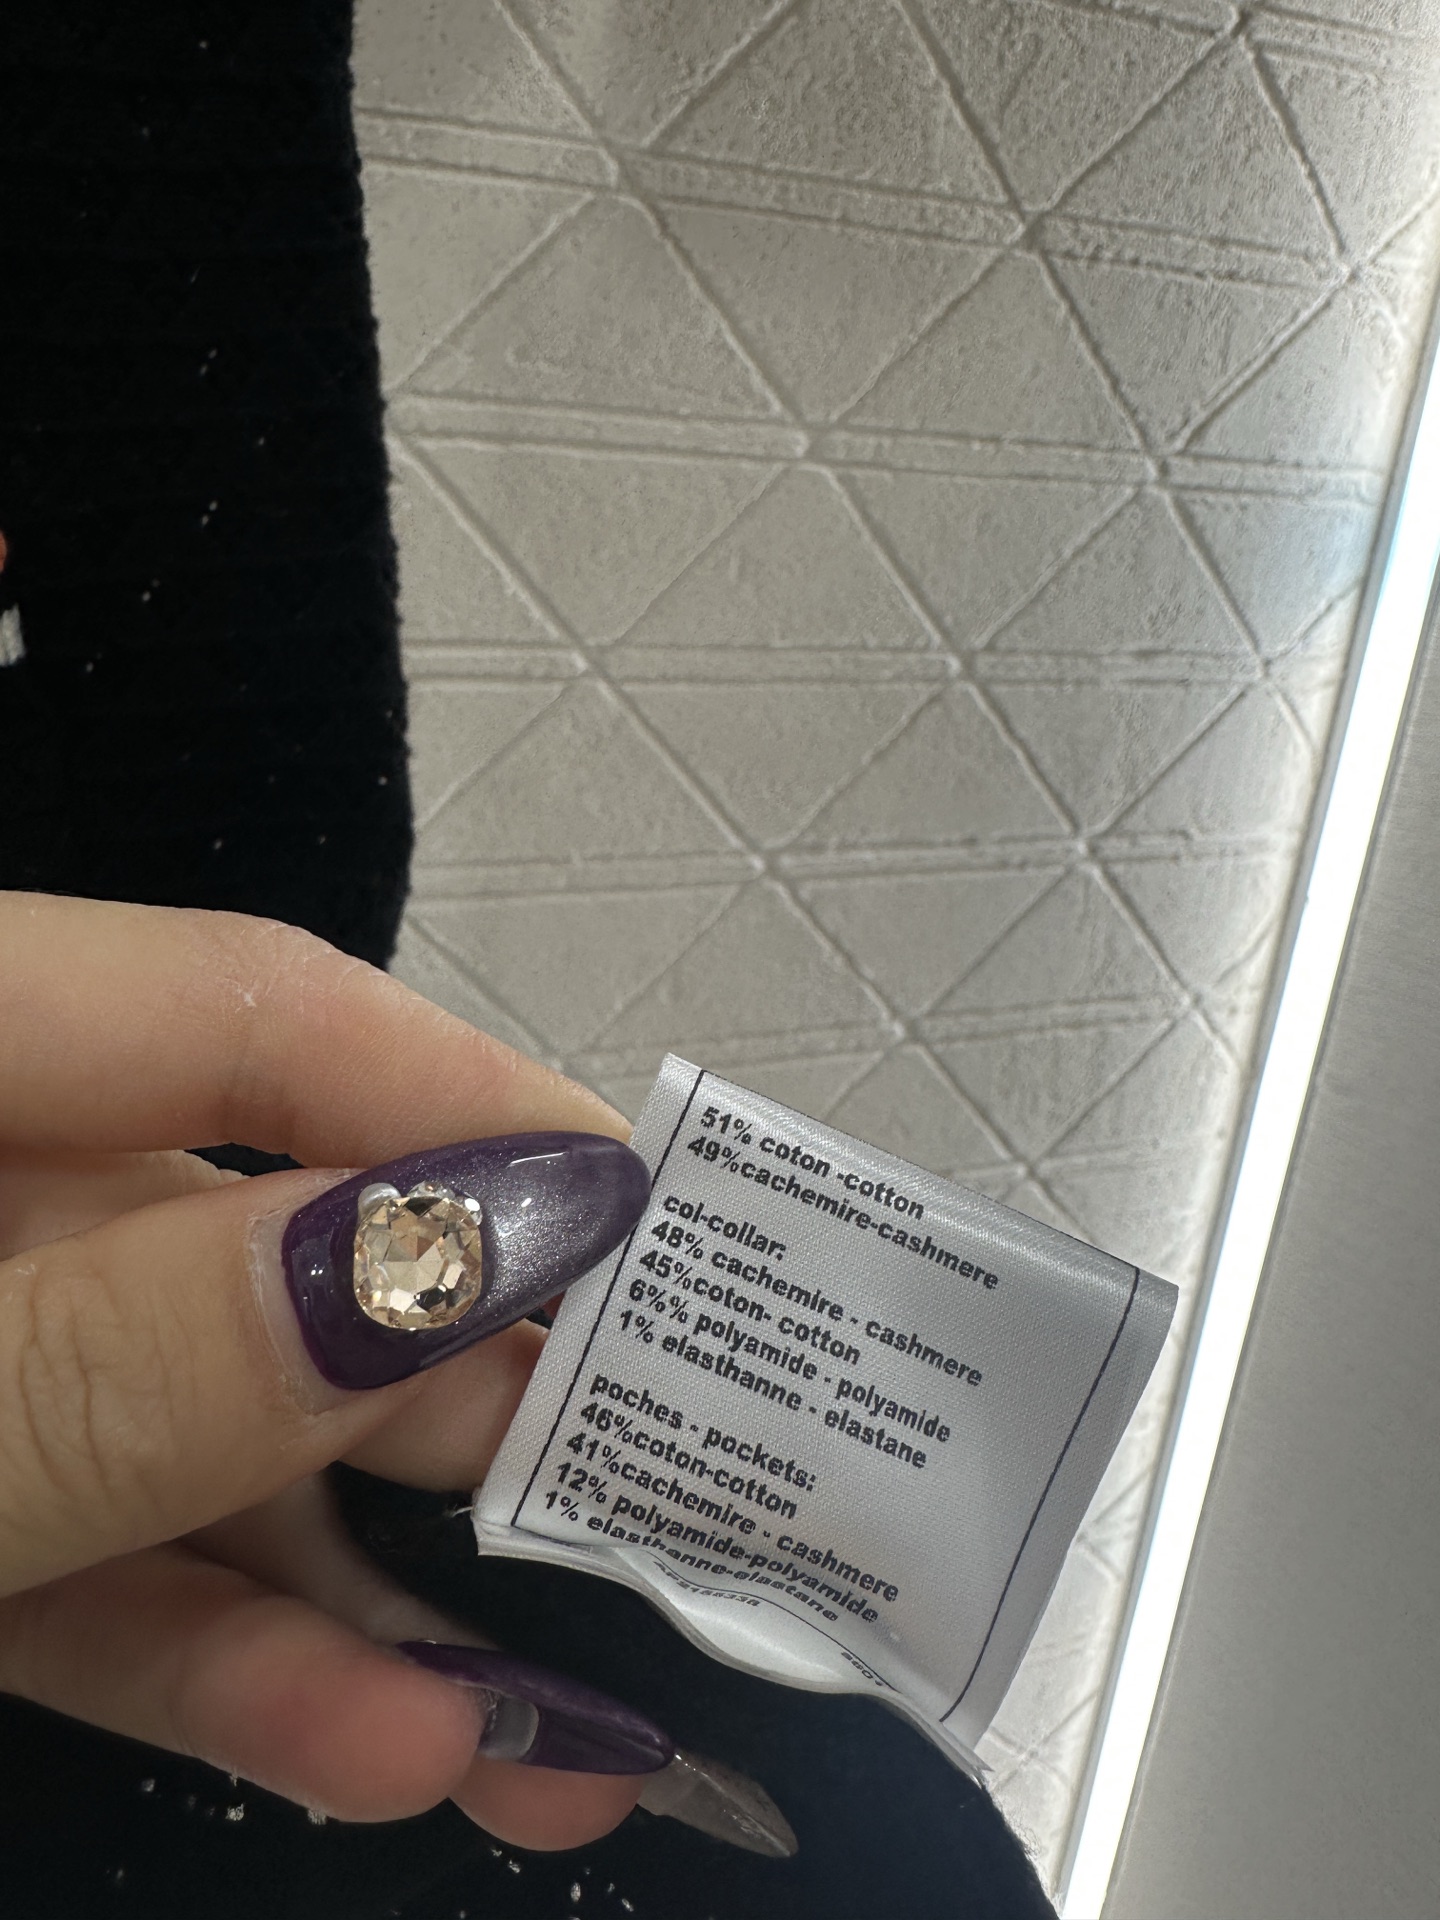 51% coton -cotton
49%cachemire-cashmere
col-collar:
48% cachemire - cashmere
45%coton- cotton
6%% polyamide - polyamide
1% elasthanne - elastane
poches - pockets:
46%coton-cotton
41%cachemire - cashmere
12% polyamide-polyamide
1% elasthanne-elastane